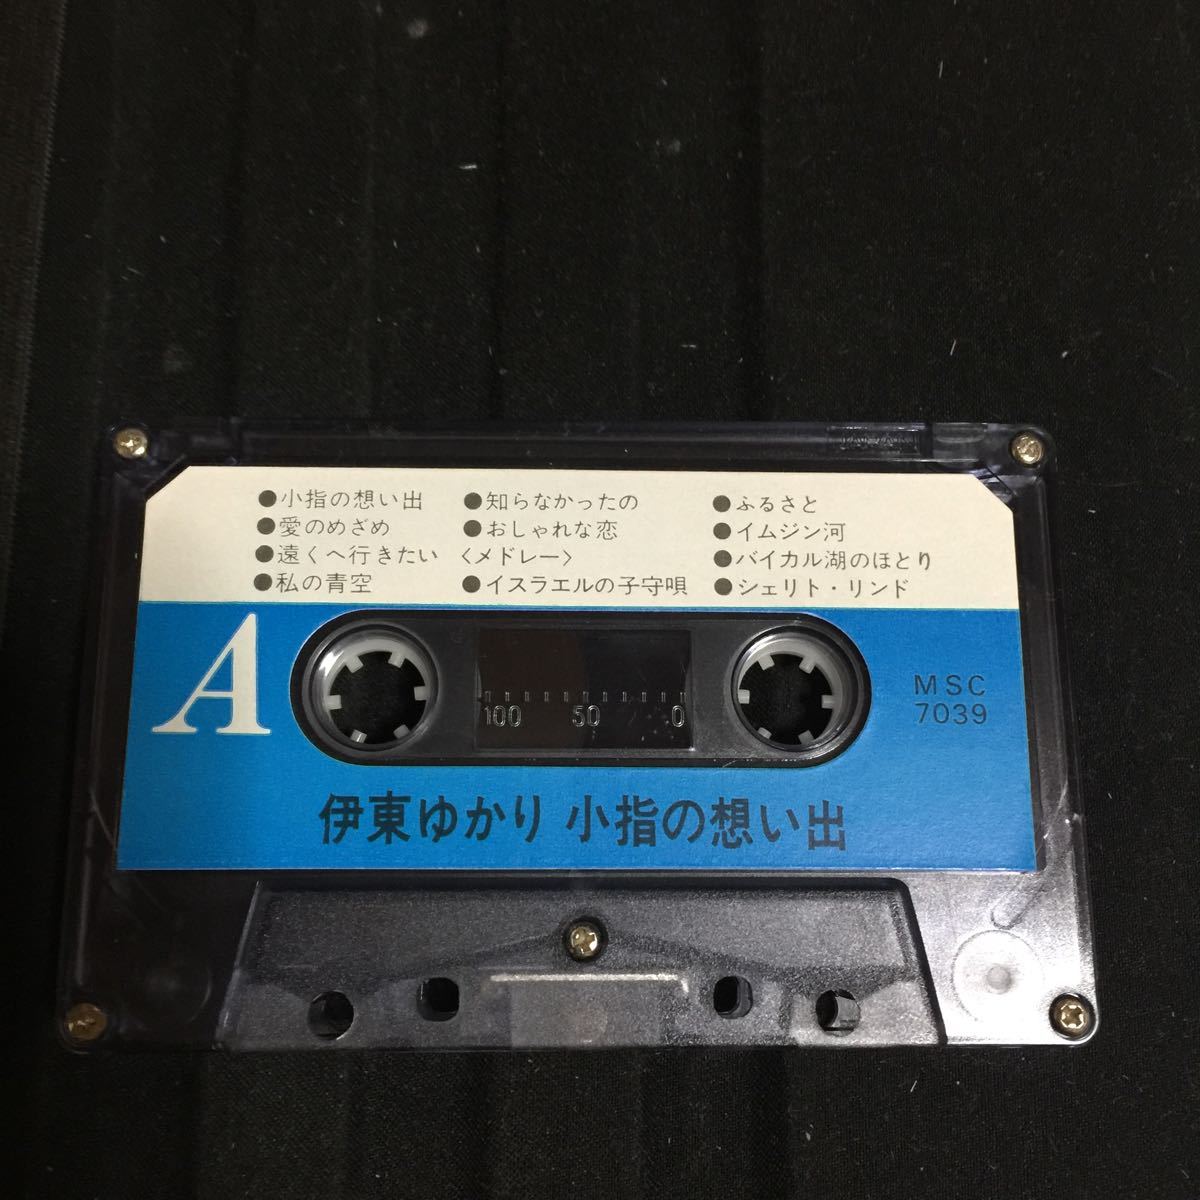 ●小指の想い出
●愛のめざめ
●遠くへ行きたい
●私の青空
●知らなかったの
●おしゃれな恋
〈メドレー〉
●イスラエルの子守唄
●ふるさと
●イムジン河
●バイカル湖のほとり
●シェリト・リンド
A
100 50 0
MSC
7039
伊東ゆかり 小指の想い出